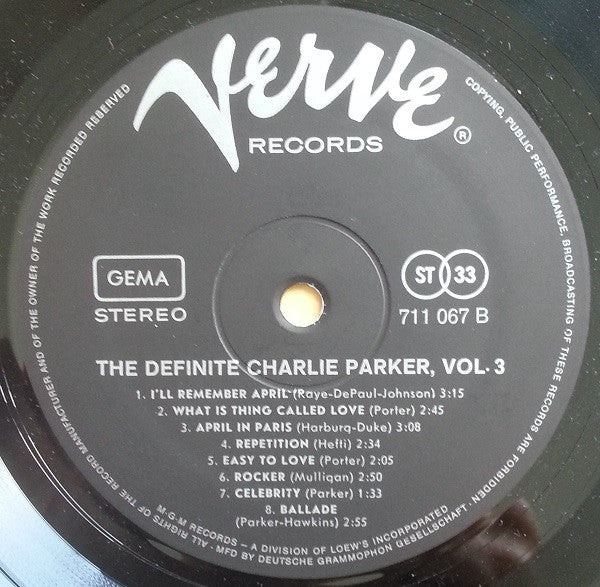 Verve
®
RECORDS
GEMA
STEREO
ST 33
711 067 B
THE DEFINITE CHARLIE PARKER, VOL. 3
1. I'LL REMEMBER APRIL (Raye-DePaul-Johnson) 3:15
2. WHAT IS THING CALLED LOVE (Porter) 2:45
3. APRIL IN PARIS (Harburg-Duke) 3:08
4. REPETITION (Hefti) 2:34
5. EASY TO LOVE (Porter) 2:05
6. ROCKER (Mulligan) 2:50
7. CELEBRITY (Parker) 1:33
8. BALLADE
(Parker-Hawkins) 2:55
M-G-M RECORDS – A DIVISION OF LOEW'S INCORPORATED
ALL RIGHTS OF THE RECORD MANUFACTURER AND OF THE OWNER OF THE WORK RECORDED RESERVED
COPYING, PUBLIC PERFORMANCE, BROADCASTING OF THESE RECORDS ARE FORBIDDEN
· MFD BY DEUTSCHE GRAMMOPHON GESELLSCHAFT ·